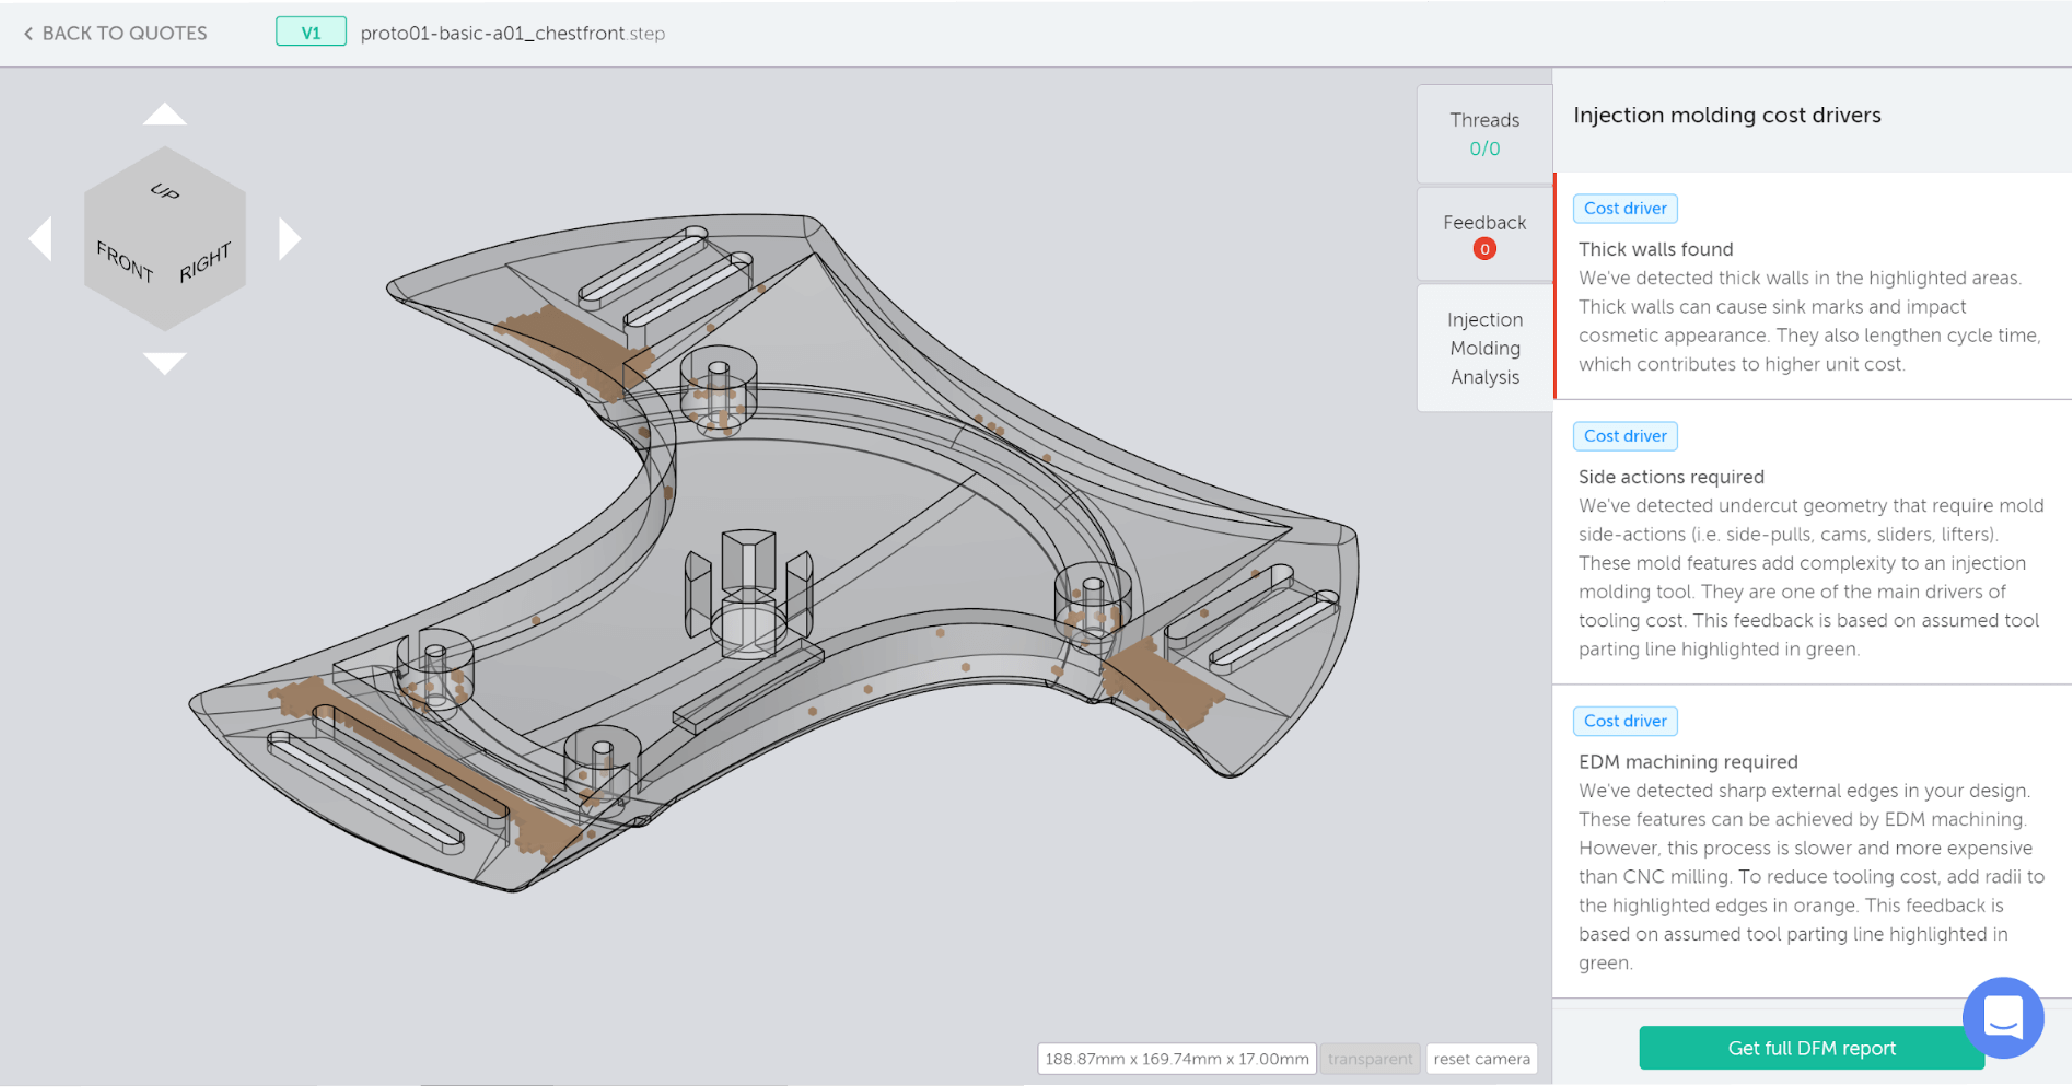 BACK TO QUOTES
V1
proto01-basic-a01_chestfront.step
UP
FRONT
RIGHT
Threads
0/0
Feedback
0
Injection
Molding
Analysis
Injection molding cost drivers
Cost driver
Thick walls found
We've detected thick walls in the highlighted areas.
Thick walls can cause sink marks and impact
cosmetic appearance. They also lengthen cycle time,
which contributes to higher unit cost.
Cost driver
Side actions required
We've detected undercut geometry that require mold
side-actions (i.e. side-pulls, cams, sliders, lifters).
These mold features add complexity to an injection
molding tool. They are one of the main drivers of
tooling cost. This feedback is based on assumed tool
parting line highlighted in green.
Cost driver
EDM machining required
We've detected sharp external edges in your design.
These features can be achieved by EDM machining.
However, this process is slower and more expensive
than CNC milling. To reduce tooling cost, add radii to
the highlighted edges in orange. This feedback is
based on assumed tool parting line highlighted in
green.
188.87mm x 169.74mm x 17.00mm
transparent
reset camera
Get full DFM report